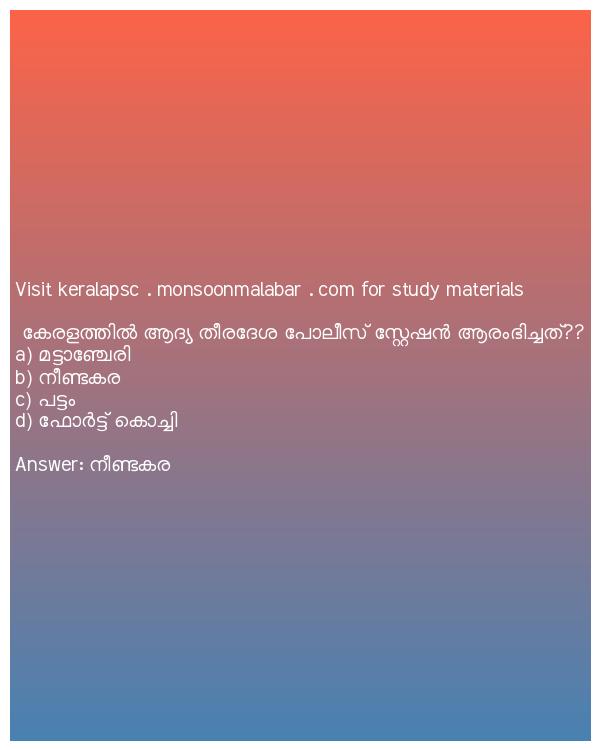 Visit keralapsc . monsoonmalabar . com for study materials
കേരളത്തിൽ ആദ്യ തീരദേശ പോലീസ് സ്റ്റേഷൻ ആരംഭിച്ചത്??
a) മട്ടാഞ്ചേരി
b) നീണ്ടകര
c) പട്ടം
d) ഫോർട്ട് കൊച്ചി
Answer: നീണ്ടകര